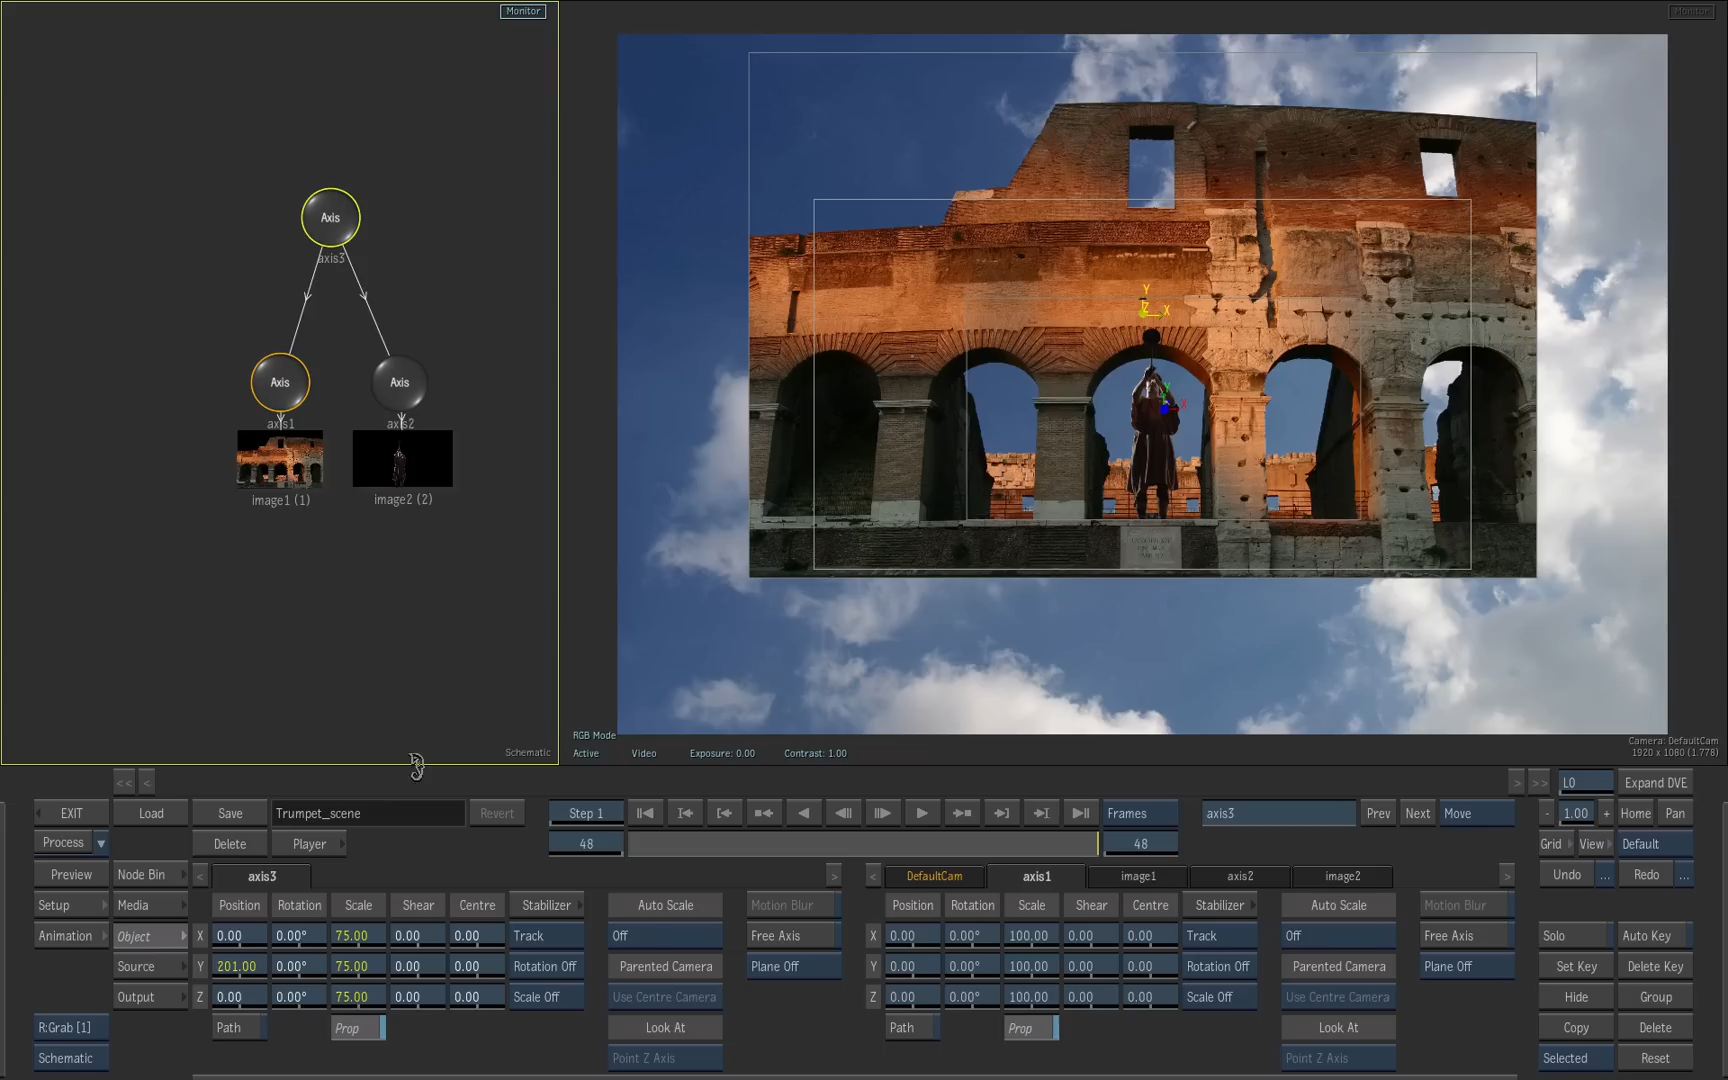 Monitor
Monitor
Axis
axis3
Axis
Axis
axis1
axis2
image1 (1)
image2 (2)
Schematic
Y
Z
X
Y
X
RGB Mode
Active Video Exposure: 0.00 Contrast: 1.00
Camera: DefaultCam
1920 x 1080 (1.778)
<< < > >> L0 Expand DVE
EXIT Load Save Trumpet_scene Revert Step 1 Frames axis3 Prev Next Move - 1.00 + Home Pan
Process Delete Player 48 48 Grid View Default
Preview Node Bin < axis3 > < DefaultCam axis1 image1 axis2 image2 > Undo ... Redo ...
Setup Media Position Rotation Scale Shear Centre Stabilizer Auto Scale Motion Blur Position Rotation Scale Shear Centre Stabilizer Auto Scale Motion Blur
Animation Object X 0.00 0.00° 75.00 0.00 0.00 Track Off Free Axis X 0.00 0.00° 100.00 0.00 0.00 Track Off Free Axis Solo Auto Key
Source Y 201.00 0.00° 75.00 0.00 0.00 Rotation Off Parented Camera Plane Off Y 0.00 0.00° 100.00 0.00 0.00 Rotation Off Parented Camera Plane Off Set Key Delete Key
Output Z 0.00 0.00° 75.00 0.00 0.00 Scale Off Use Centre Camera Z 0.00 0.00° 100.00 0.00 0.00 Scale Off Use Centre Camera Hide Group
R:Grab [1] Path Prop Look At Path Prop Look At Copy Delete
Schematic Point Z Axis Point Z Axis Selected Reset